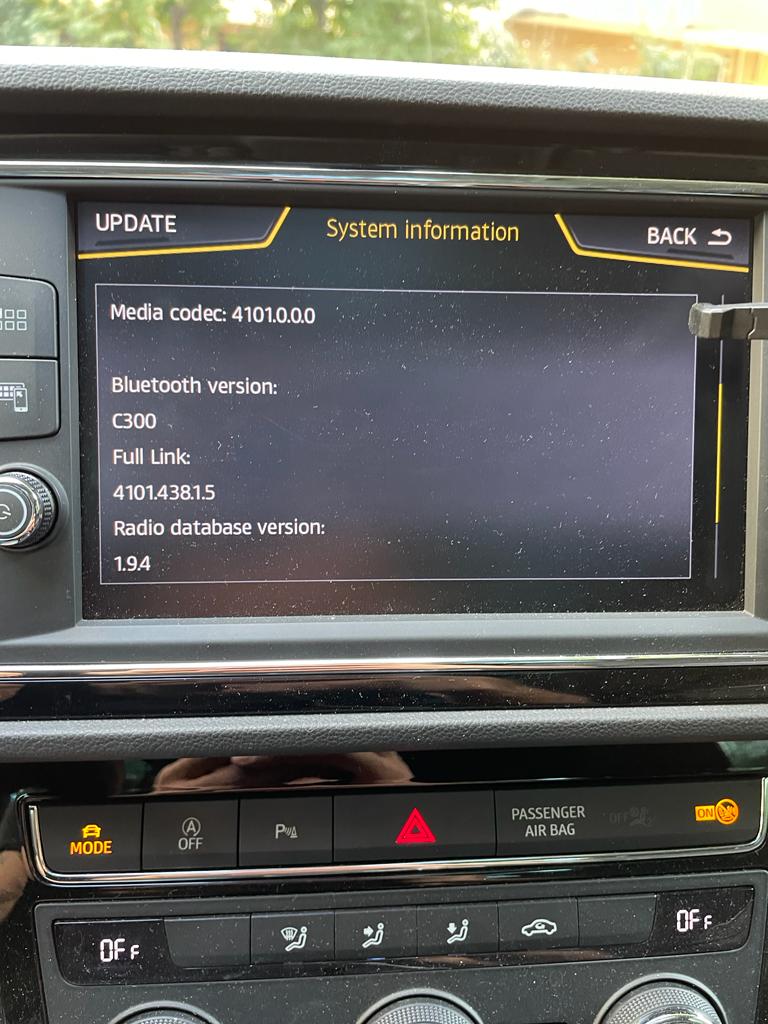 UPDATE
System information
BACK
Media codec: 4101.0.0.0
Bluetooth version:
C300
Full Link:
4101.438.1.5
Radio database version:
1.9.4
MODE
A
OFF
P
PASSENGER
AIR BAG
OFF
ON
OFF
OFF